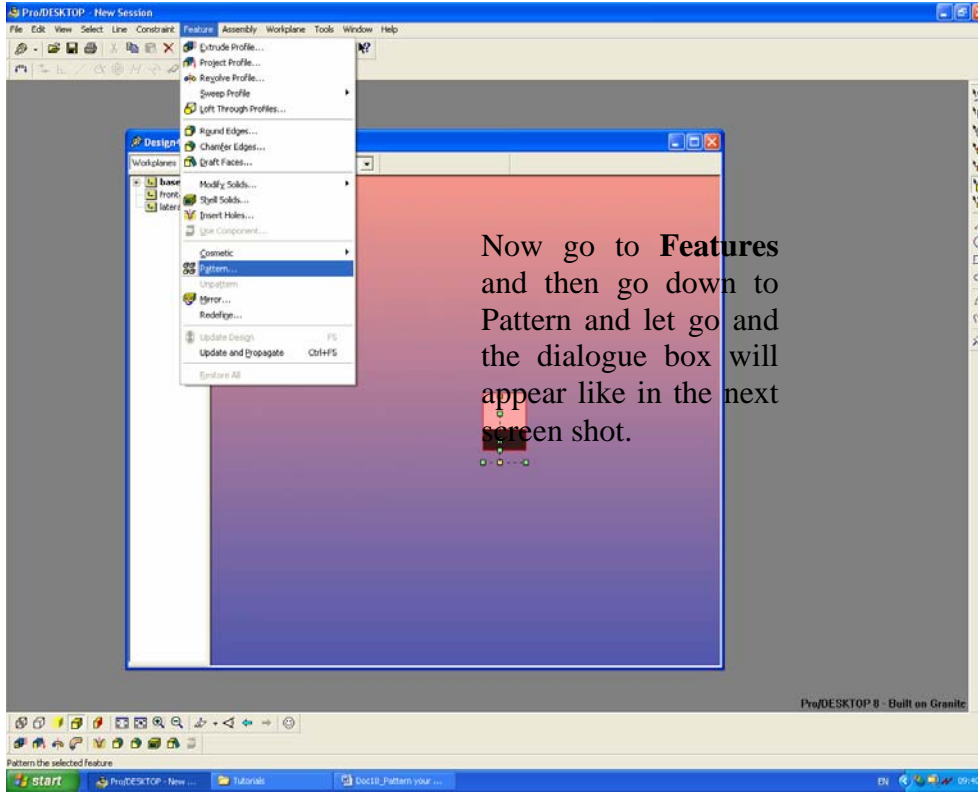 Pro/DESKTOP - New Session
File Edit View Select Line Constraint Feature Assembly Workplane Tools Window Help
Extrude Profile...
Project Profile...
Revolve Profile...
Sweep Profile
Loft Through Profiles...
Round Edges...
Chamfer Edges...
Draft Faces...
Modify Solids...
Shell Solids...
Insert Holes...
Use Component...
Cosmetic
Pattern...
Unpattern
Mirror...
Redefine...
Update Design F5
Update and Propagate Ctrl+F5
Restore All
Design
Workplanes
base
front
latera
Now go to Features
and then go down to
Pattern and let go and
the dialogue box will
appear like in the next
screen shot.
Pro/DESKTOP 8 - Built on Granite
Pattern the selected feature
start Pro/DESKTOP - New ... Tutorials Doc18_Pattern your ... EN 09:40